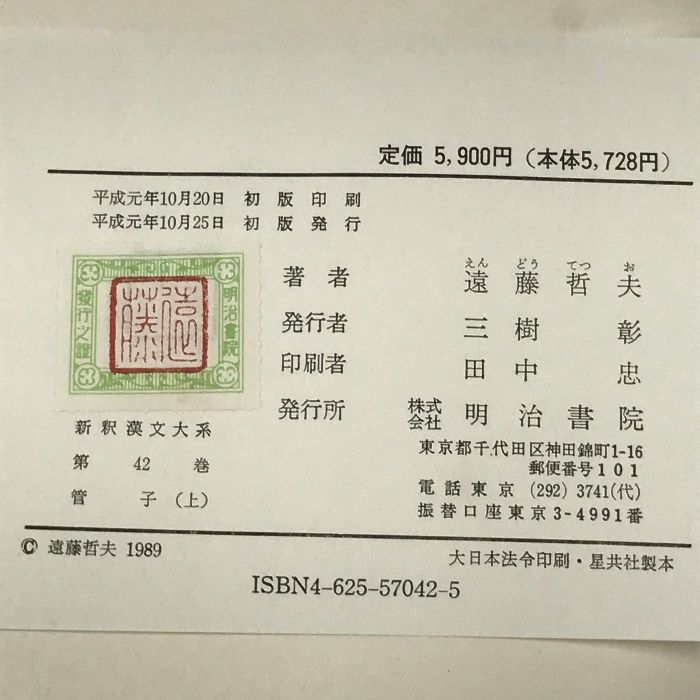 定価 5,900円（本体5,728円）
平成元年10月20日 初版印刷
平成元年10月25日 初版発行
發行之證
明治書院
遠藤
著者 遠藤哲夫
えん どう てつ お
発行者 三樹彰
印刷者 田中忠
発行所 株式会社 明治書院
東京都千代田区神田錦町1-16
郵便番号101
電話東京 (292) 3741(代)
振替口座東京3-4991番
新釈漢文大系
第 42 巻
管 子（上）
© 遠藤哲夫 1989
大日本法令印刷・星共社製本
ISBN4-625-57042-5